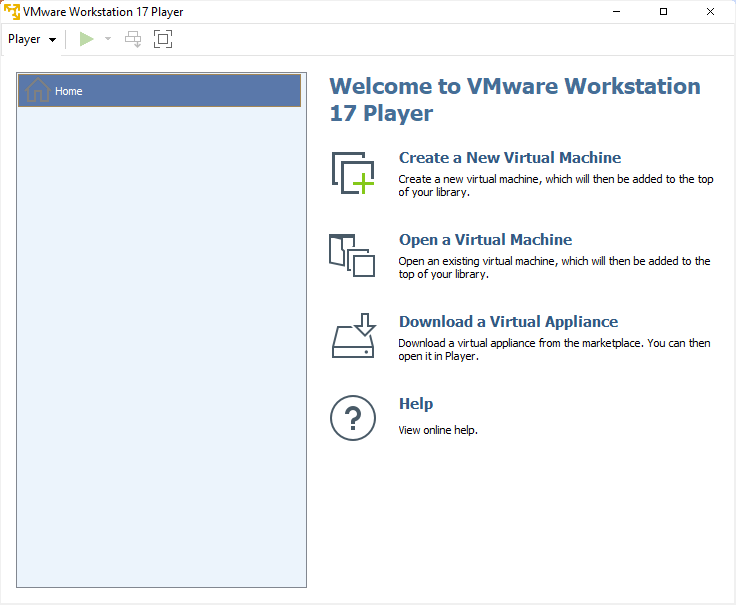 VMware Workstation 17 Player
Player
Home
Welcome to VMware Workstation
17 Player
Create a New Virtual Machine
Create a new virtual machine, which will then be added to the top
of your library.
Open a Virtual Machine
Open an existing virtual machine, which will then be added to the
top of your library.
Download a Virtual Appliance
Download a virtual appliance from the marketplace. You can then
open it in Player.
Help
View online help.